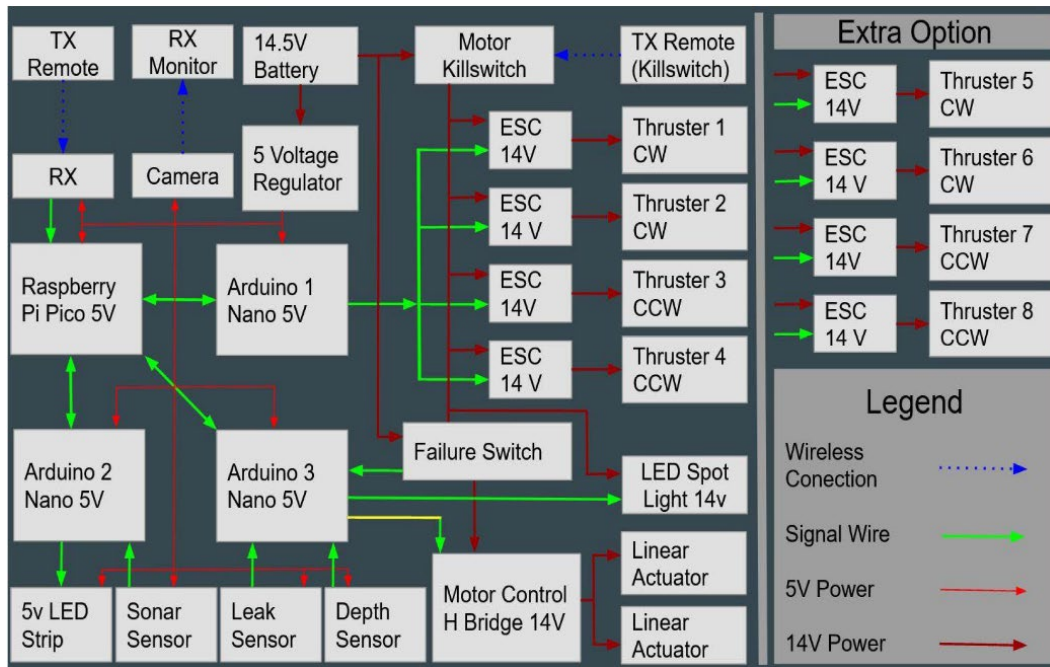 TX
Remote
RX
Monitor
14.5V
Battery
Motor
Killswitch
TX Remote
(Killswitch)
RX
Camera
5 Voltage
Regulator
ESC
14V
Thruster 1
CW
ESC
14 V
Thruster 2
CW
Raspberry
Pi Pico 5V
Arduino 1
Nano 5V
ESC
14V
Thruster 3
CCW
ESC
14 V
Thruster 4
CCW
Arduino 2
Nano 5V
Arduino 3
Nano 5V
Failure Switch
LED Spot
Light 14v
5v LED
Strip
Sonar
Sensor
Leak
Sensor
Depth
Sensor
Motor Control
H Bridge 14V
Linear
Actuator
Linear
Actuator
Extra Option
ESC
14V
Thruster 5
CW
ESC
14 V
Thruster 6
CW
ESC
14V
Thruster 7
CCW
ESC
14 V
Thruster 8
CCW
Legend
Wireless
Conection
Signal Wire
5V Power
14V Power